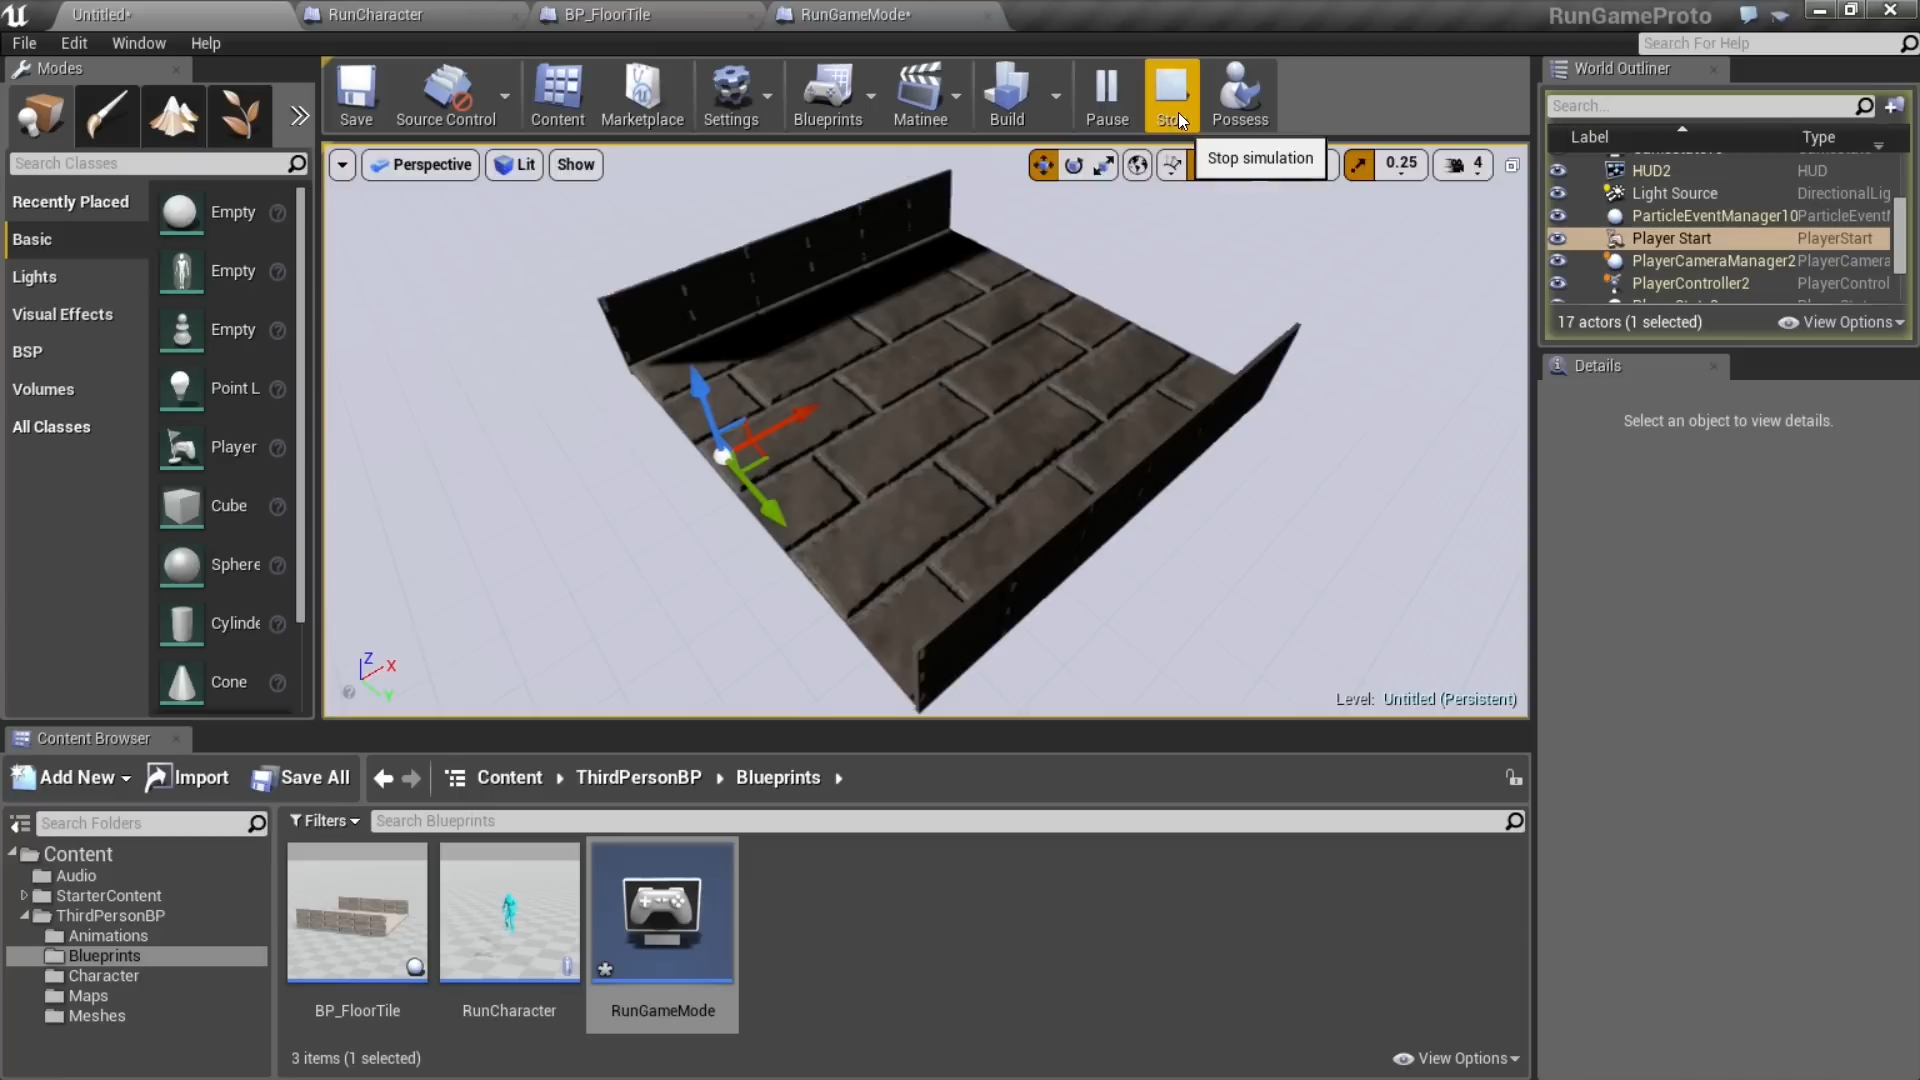 Untitled*
RunCharacter
BP_FloorTile
RunGameMode*
RunGameProto
File Edit Window Help
Search For Help
Modes
Save
Source Control
Content
Marketplace
Settings
Blueprints
Matinee
Build
Pause
Possess
Stop simulation
World Outliner
Search...
Label Type
HUD2 HUD
Light Source DirectionalLig
ParticleEventManager10 ParticleEvent
Player Start PlayerStart
PlayerCameraManager2 PlayerCamera
PlayerController2 PlayerControl
17 actors (1 selected) View Options
Details
Select an object to view details.
Search Classes
Recently Placed
Basic
Lights
Visual Effects
BSP
Volumes
All Classes
Empty
Empty
Empty
Point L
Player
Cube
Sphere
Cylinde
Cone
Perspective
Lit
Show
0.25
4
Z X Y
Level: Untitled (Persistent)
Content Browser
Add New
Import
Save All
Content ThirdPersonBP Blueprints
Search Folders
Filters
Search Blueprints
Content
Audio
StarterContent
ThirdPersonBP
Animations
Blueprints
Character
Maps
Meshes
BP_FloorTile
RunCharacter
RunGameMode
3 items (1 selected)
View Options